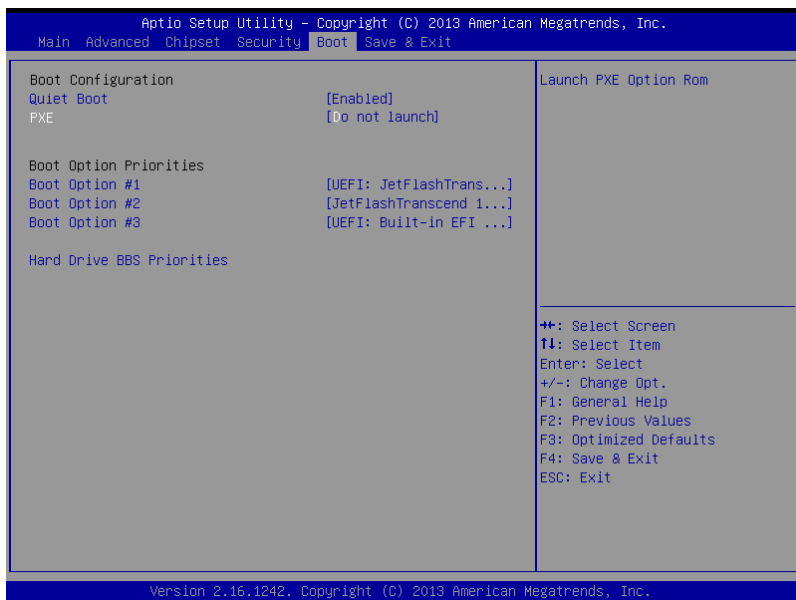 Aptio Setup Utility – Copyright (C) 2013 American Megatrends, Inc.
Main Advanced Chipset Security Boot Save & Exit
Boot Configuration
Quiet Boot [Enabled]
PXE [Do not launch]
Boot Option Priorities
Boot Option #1 [UEFI: JetFlashTrans...]
Boot Option #2 [JetFlashTranscend 1...]
Boot Option #3 [UEFI: Built-in EFI ...]
Hard Drive BBS Priorities
Launch PXE Option Rom
→←: Select Screen
↑↓: Select Item
Enter: Select
+/-: Change Opt.
F1: General Help
F2: Previous Values
F3: Optimized Defaults
F4: Save & Exit
ESC: Exit
Version 2.16.1242. Copyright (C) 2013 American Megatrends, Inc.